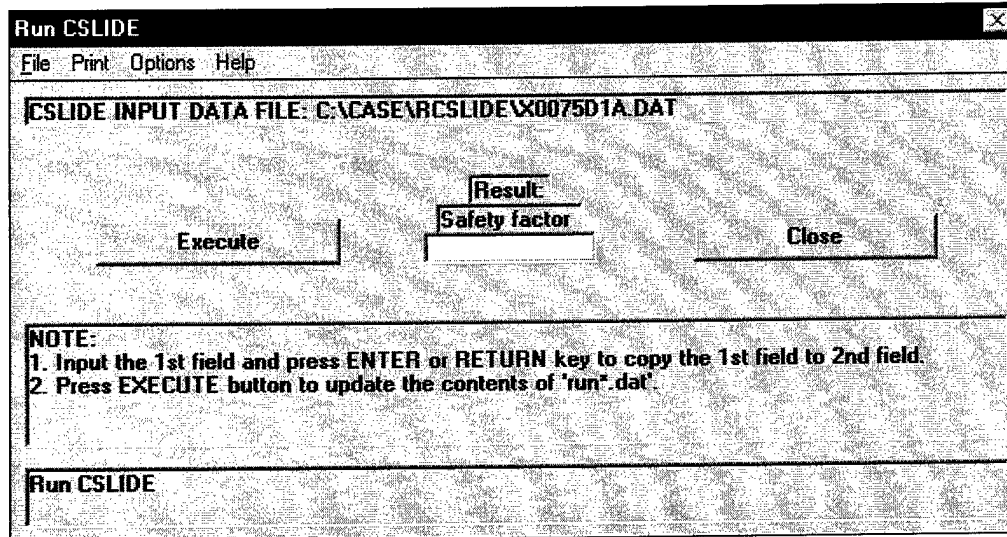 Run CSLIDE
File Print Options Help
CSLIDE INPUT DATA FILE: C:\CASE\RCSLIDE\X0075D1A.DAT
Result:
Safety factor
Execute
Close
NOTE:
1. Input the 1st field and press ENTER or RETURN key to copy the 1st field to 2nd field.
2. Press EXECUTE button to update the contents of 'run*.dat'.
Run CSLIDE